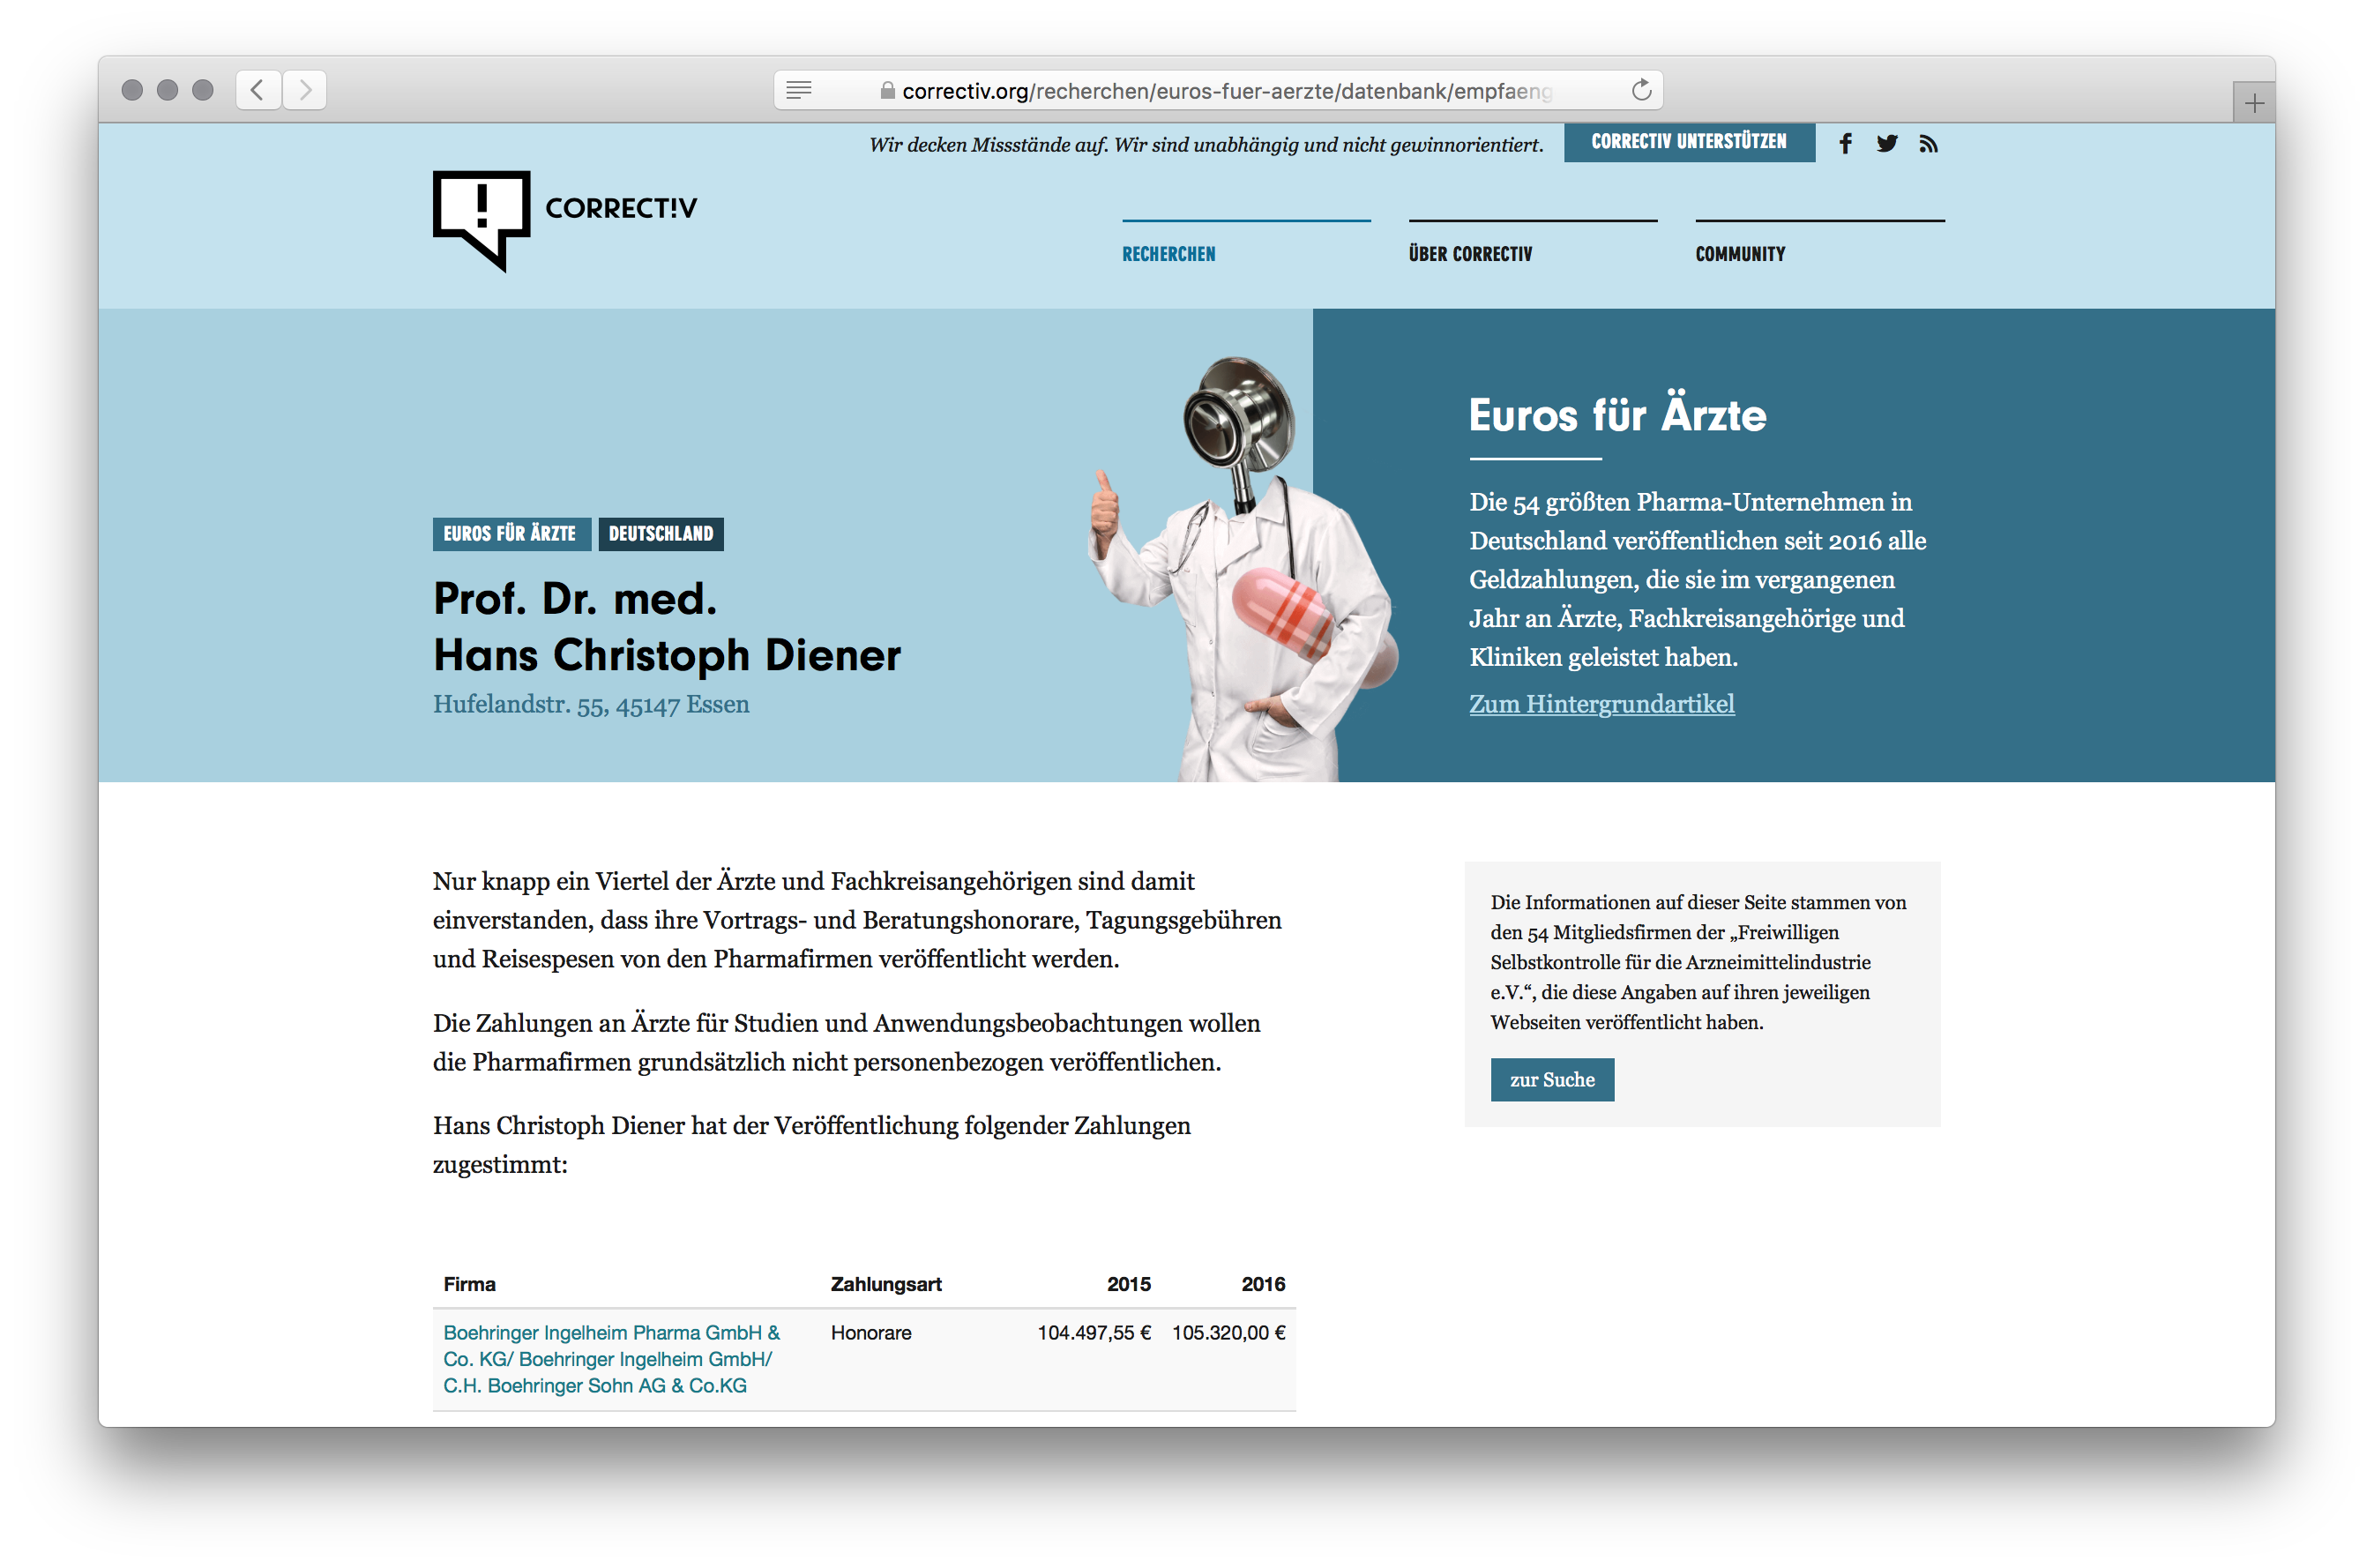 correctiv.org/recherchen/euros-fuer-aerzte/datenbank/empfaeng
Wir decken Missstände auf. Wir sind unabhängig und nicht gewinnorientiert.
CORRECTIV UNTERSTÜTZEN
CORRECT!V
RECHERCHEN
ÜBER CORRECTIV
COMMUNITY
EUROS FÜR ÄRZTE
DEUTSCHLAND
Prof. Dr. med.
Hans Christoph Diener
Hufelandstr. 55, 45147 Essen
Euros für Ärzte
Die 54 größten Pharma-Unternehmen in
Deutschland veröffentlichen seit 2016 alle
Geldzahlungen, die sie im vergangenen
Jahr an Ärzte, Fachkreisangehörige und
Kliniken geleistet haben.
Zum Hintergrundartikel
Nur knapp ein Viertel der Ärzte und Fachkreisangehörigen sind damit
einverstanden, dass ihre Vortrags- und Beratungshonorare, Tagungsgebühren
und Reisespesen von den Pharmafirmen veröffentlicht werden.
Die Zahlungen an Ärzte für Studien und Anwendungsbeobachtungen wollen
die Pharmafirmen grundsätzlich nicht personenbezogen veröffentlichen.
Hans Christoph Diener hat der Veröffentlichung folgender Zahlungen
zugestimmt:
Die Informationen auf dieser Seite stammen von
den 54 Mitgliedsfirmen der „Freiwilligen
Selbstkontrolle für die Arzneimittelindustrie
e.V.“, die diese Angaben auf ihren jeweiligen
Webseiten veröffentlicht haben.
zur Suche
Firma Zahlungsart 2015 2016
Boehringer Ingelheim Pharma GmbH & Honorare 104.497,55 € 105.320,00 €
Co. KG/ Boehringer Ingelheim GmbH/
C.H. Boehringer Sohn AG & Co.KG